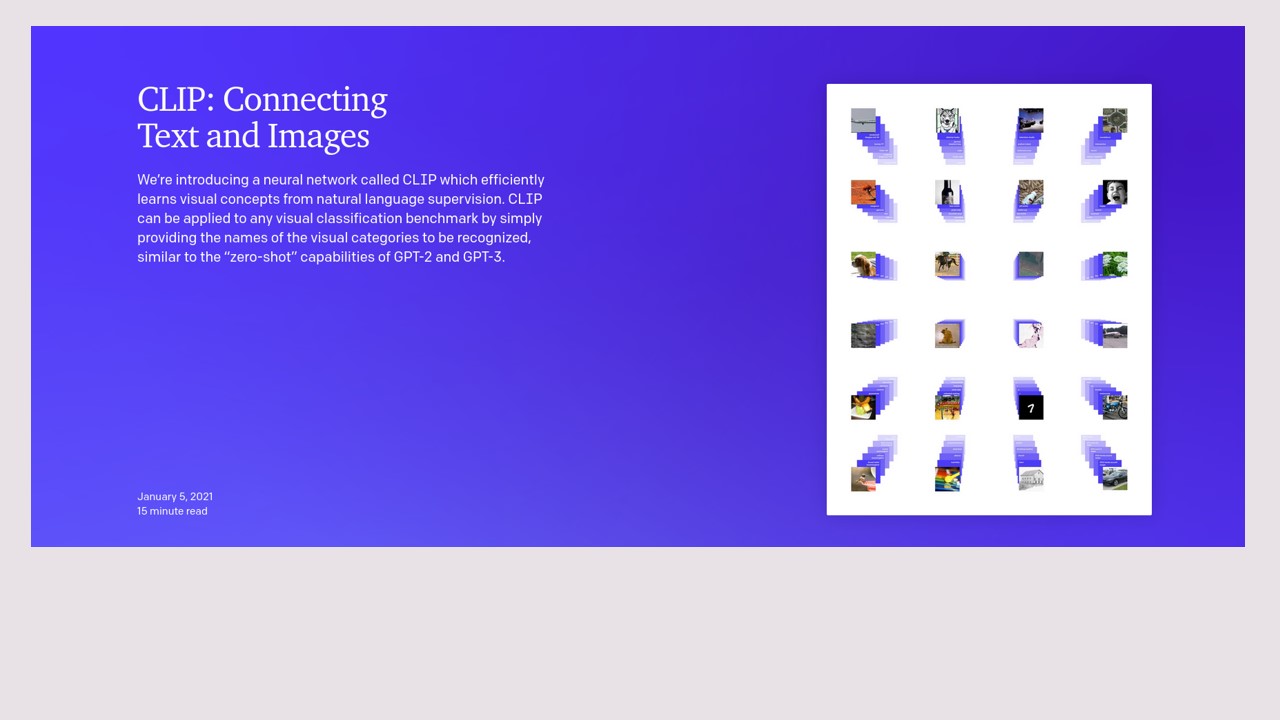 CLIP: Connecting
Text and Images
We’re introducing a neural network called CLIP which efficiently
learns visual concepts from natural language supervision. CLIP
can be applied to any visual classification benchmark by simply
providing the names of the visual categories to be recognized,
similar to the “zero-shot” capabilities of GPT-2 and GPT-3.
January 5, 2021
15 minute read
7